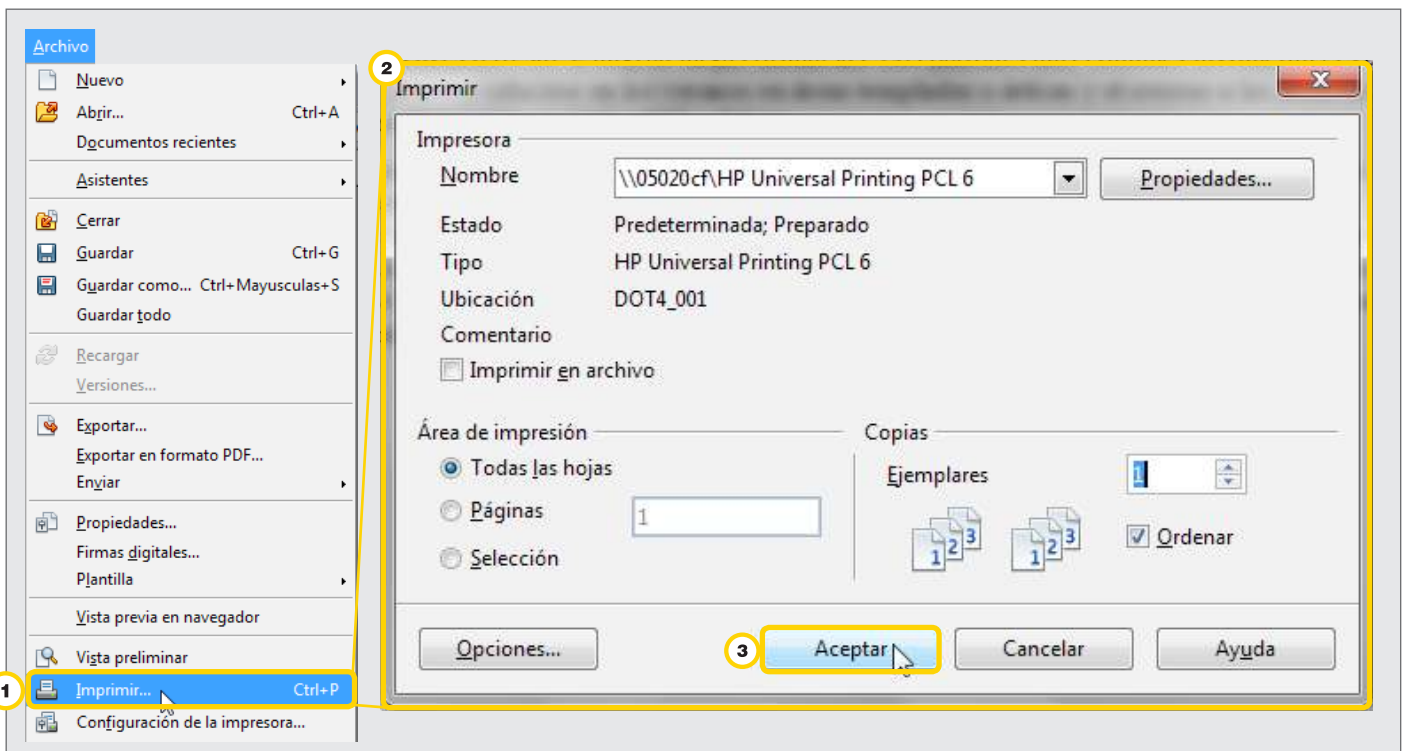 Archivo
Nuevo
Abrir... Ctrl+A
Documentos recientes
Asistentes
Cerrar
Guardar Ctrl+G
Guardar como... Ctrl+Mayusculas+S
Guardar todo
Recargar
Versiones...
Exportar...
Exportar en formato PDF...
Enviar
Propiedades...
Firmas digitales...
Plantilla
Vista previa en navegador
Vista preliminar
1 Imprimir... Ctrl+P
Configuración de la impresora...
2
Imprimir X
Impresora
Nombre \\05020cf\HP Universal Printing PCL 6 Propiedades...
Estado Predeterminada; Preparado
Tipo HP Universal Printing PCL 6
Ubicación DOT4_001
Comentario
Imprimir en archivo
Área de impresión
Todas las hojas
Páginas 1
Selección
Copias
Ejemplares 1
1 2 3 1 2 3 Ordenar
Opciones... 3 Aceptar Cancelar Ayuda